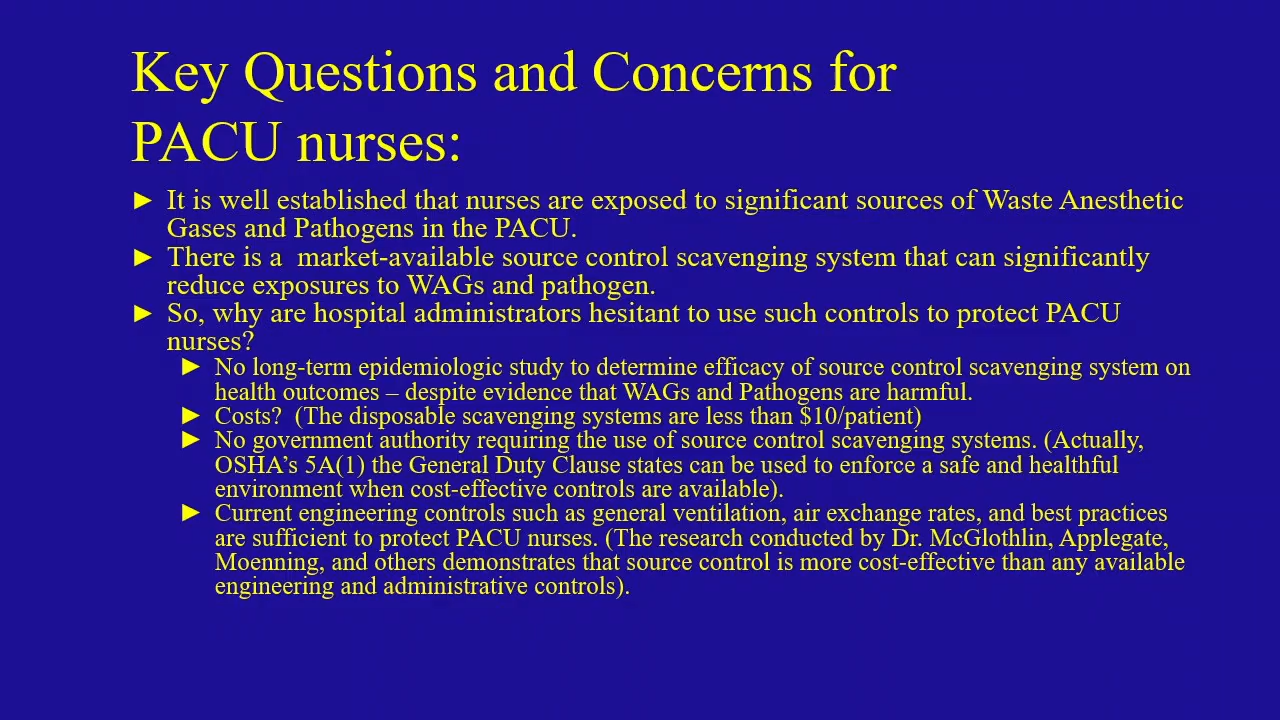 Key Questions and Concerns for
PACU nurses:
► It is well established that nurses are exposed to significant sources of Waste Anesthetic
Gases and Pathogens in the PACU.
► There is a  market-available source control scavenging system that can significantly
reduce exposures to WAGs and pathogen.
► So, why are hospital administrators hesitant to use such controls to protect PACU
nurses?
► No long-term epidemiologic study to determine efficacy of source control scavenging system on
health outcomes – despite evidence that WAGs and Pathogens are harmful.
► Costs?  (The disposable scavenging systems are less than $10/patient)
► No government authority requiring the use of source control scavenging systems. (Actually,
OSHA’s 5A(1) the General Duty Clause states can be used to enforce a safe and healthful
environment when cost-effective controls are available).
► Current engineering controls such as general ventilation, air exchange rates, and best practices
are sufficient to protect PACU nurses. (The research conducted by Dr. McGlothlin, Applegate,
Moenning, and others demonstrates that source control is more cost-effective than any available
engineering and administrative controls).